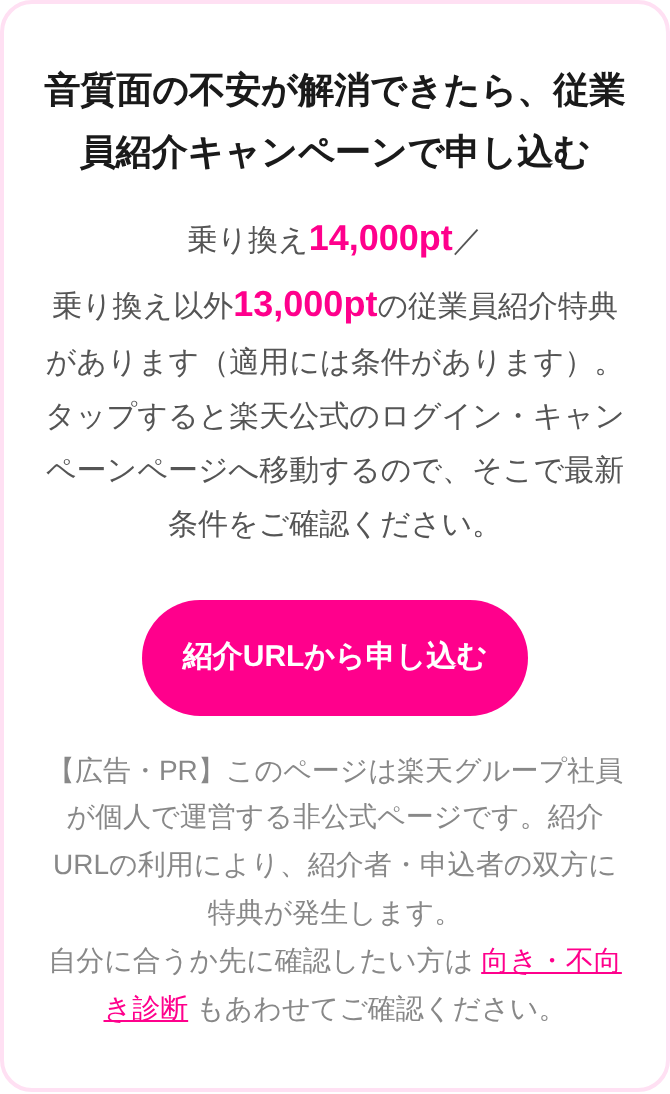 音質面の不安が解消できたら、従業
員紹介キャンペーンで申し込む
乗り換え14,000pt／
乗り換え以外13,000ptの従業員紹介特典
があります（適用には条件があります）。
タップすると楽天公式のログイン・キャン
ペーンページへ移動するので、そこで最新
条件をご確認ください。
紹介URLから申し込む
【広告・PR】このページは楽天グループ社員
が個人で運営する非公式ページです。紹介
URLの利用により、紹介者・申込者の双方に
特典が発生します。
自分に合うか先に確認したい方は 向き・不向
き診断 もあわせてご確認ください。